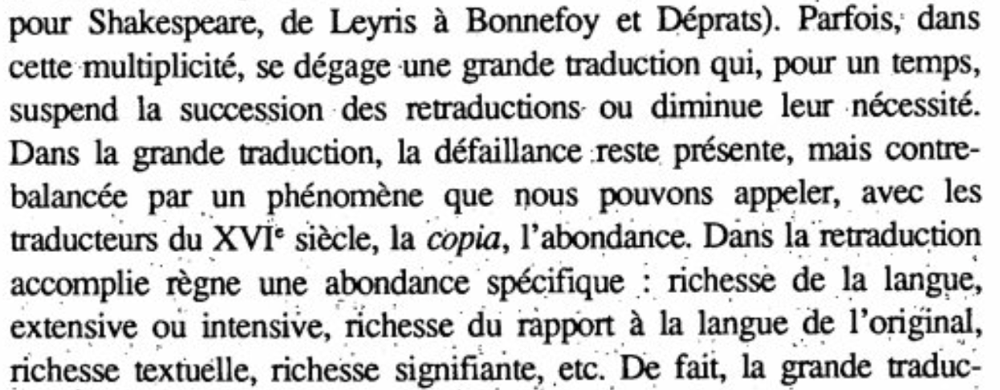 pour Shakespeare, de Leyris à Bonnefoy et Déprats). Parfois, dans
cette multiplicité, se dégage une grande traduction qui, pour un temps,
suspend la succession des retraductions ou diminue leur nécessité.
Dans la grande traduction, la défaillance reste présente, mais contre-
balancée par un phénomène que nous pouvons appeler, avec les
traducteurs du XVIe siècle, la copia, l'abondance. Dans la retraduction
accomplie règne une abondance spécifique : richesse de la langue,
extensive ou intensive, richesse du rapport à la langue de l'original,
richesse textuelle, richesse signifiante, etc. De fait, la grande traduc-